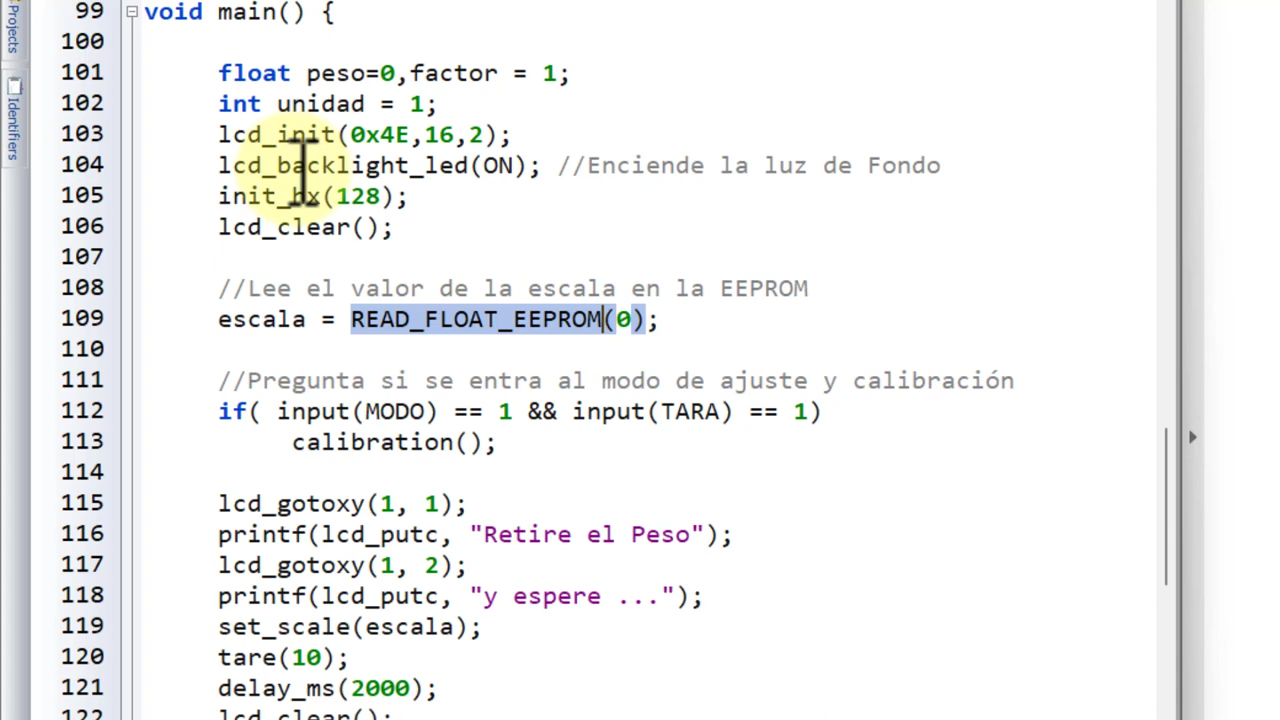 Projects
Identifiers
99 void main() {
100
101 float peso=0,factor = 1;
102 int unidad = 1;
103 lcd_init(0x4E,16,2);
104 lcd_backlight_led(ON); //Enciende la luz de Fondo
105 init_hx(128);
106 lcd_clear();
107
108 //Lee el valor de la escala en la EEPROM
109 escala = READ_FLOAT_EEPROM(0);
110
111 //Pregunta si se entra al modo de ajuste y calibración
112 if( input(MODO) == 1 && input(TARA) == 1)
113 calibration();
114
115 lcd_gotoxy(1, 1);
116 printf(lcd_putc, "Retire el Peso");
117 lcd_gotoxy(1, 2);
118 printf(lcd_putc, "y espere ...");
119 set_scale(escala);
120 tare(10);
121 delay_ms(2000);
122 lcd_clear();